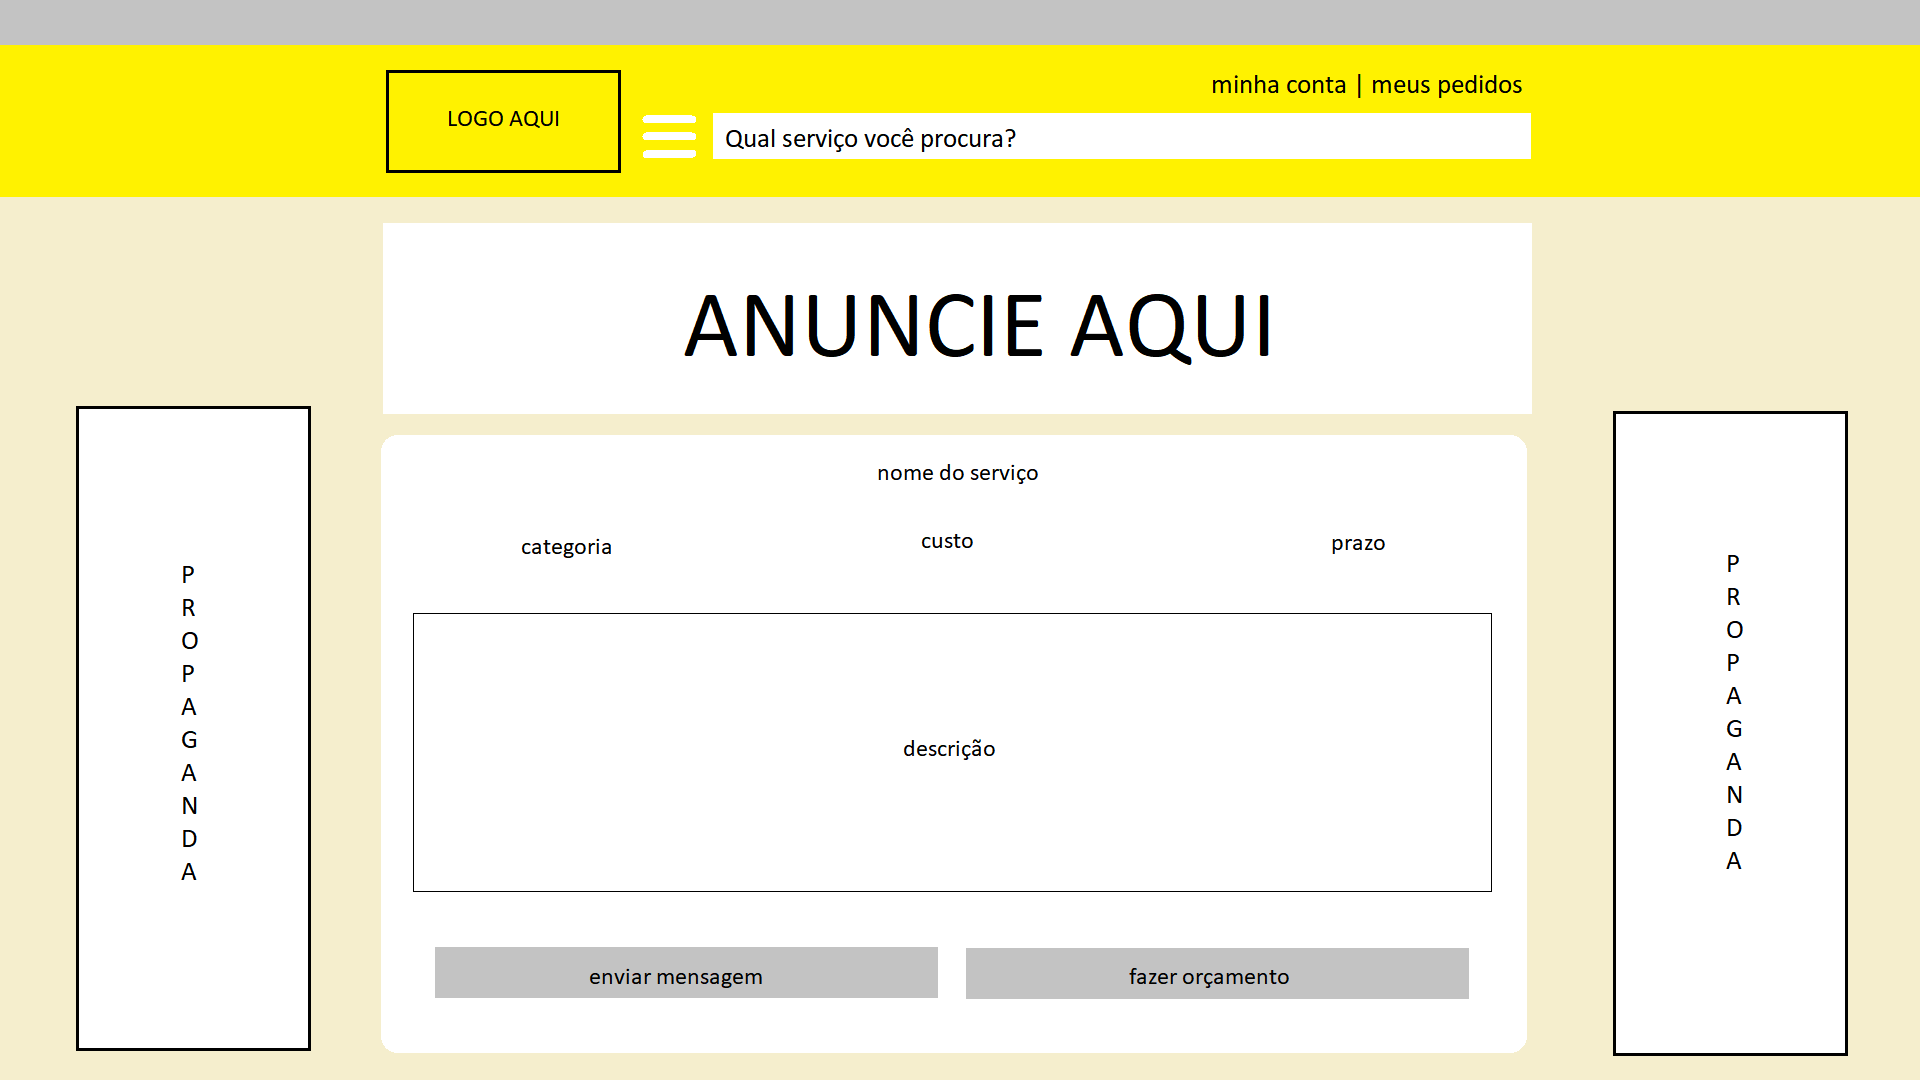 minha conta | meus pedidos
LOGO AQUI
Qual serviço você procura?
ANUNCIE AQUI
nome do serviço
categoria
custo
prazo
descrição
enviar mensagem
fazer orçamento
P
R
O
P
A
G
A
N
D
A
P
R
O
P
A
G
A
N
D
A